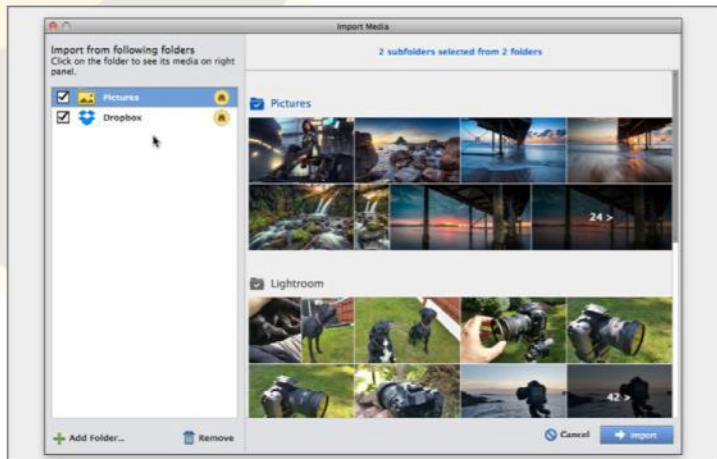 Import Media
Import from following folders
Click on the folder to see its media on right
panel.
2 subfolders selected from 2 folders
Pictures
Dropbox
Pictures
24 >
Lightroom
42 >
Add Folder...
Remove
Cancel
Import